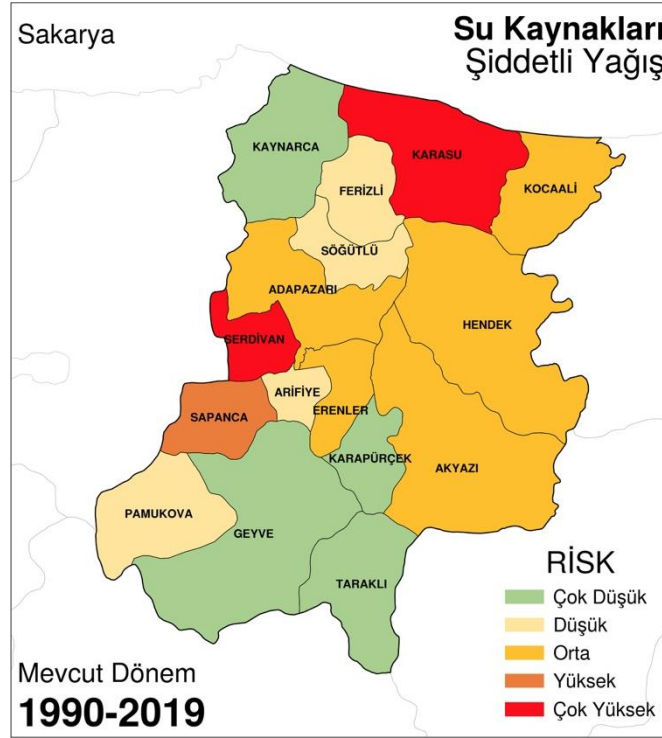 Sakarya
Su Kaynakları
Şiddetli Yağış
KAYNARCA
KARASU
KOCAALİ
FERİZLİ
SÖĞÜTLÜ
ADAPAZARI
HENDEK
SERDİVAN
ARİFİYE
ERENLER
SAPANCA
KARAPÜRÇEK
AKYAZI
PAMUKOVA
GEYVE
TARAKLI
RİSK
Çok Düşük
Düşük
Orta
Yüksek
Çok Yüksek
Mevcut Dönem
1990-2019